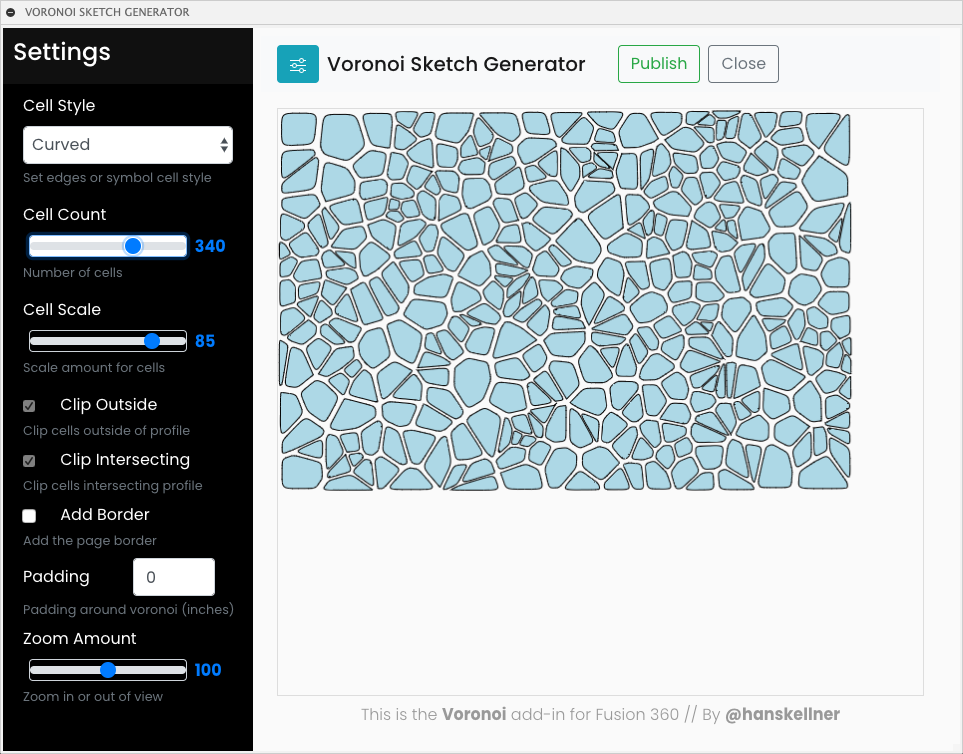 VORONOI SKETCH GENERATOR
Settings
Voronoi Sketch Generator
Publish
Close
Cell Style
Curved
Set edges or symbol cell style
Cell Count
340
Number of cells
Cell Scale
85
Scale amount for cells
Clip Outside
Clip cells outside of profile
Clip Intersecting
Clip cells intersecting profile
Add Border
Add the page border
Padding 0
Padding around voronoi (inches)
Zoom Amount
100
Zoom in or out of view
This is the Voronoi add-in for Fusion 360 // By @hanskellner